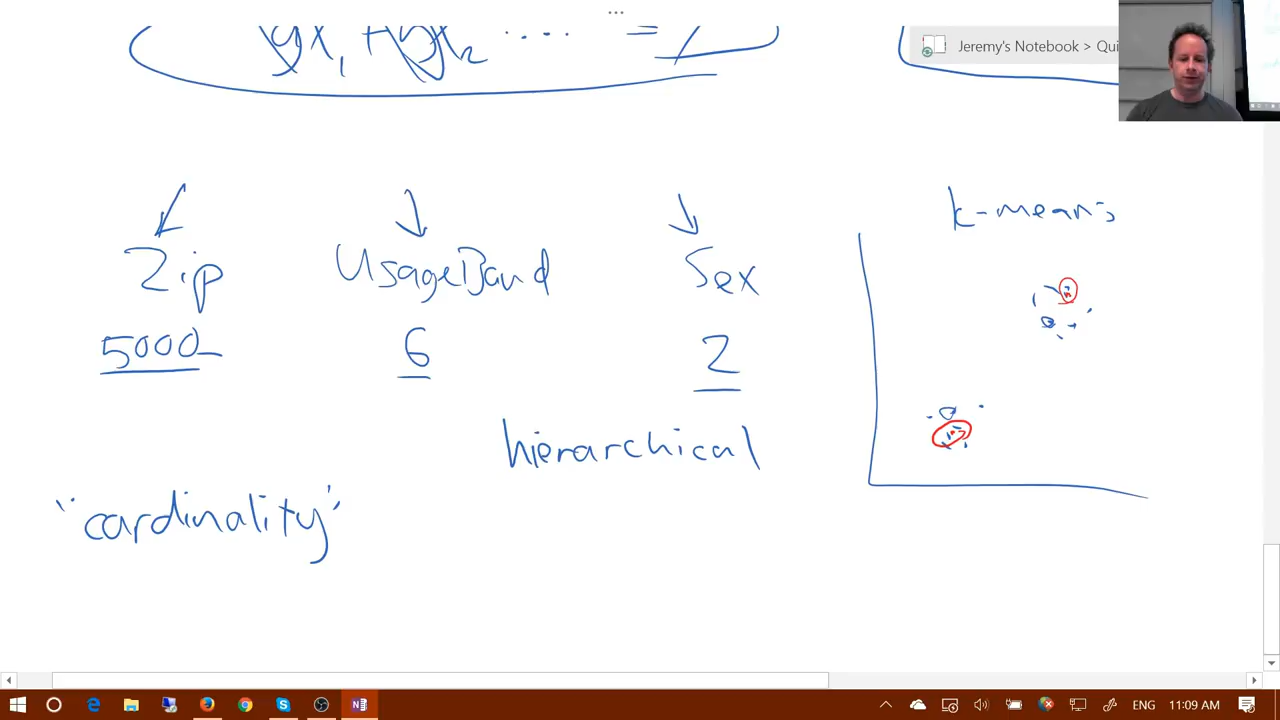 Jeremy's Notebook > Qui
k-means
Zip UsageBand Sex
5000 6 2
hierarchical
"cardinality"
ENG 11:09 AM